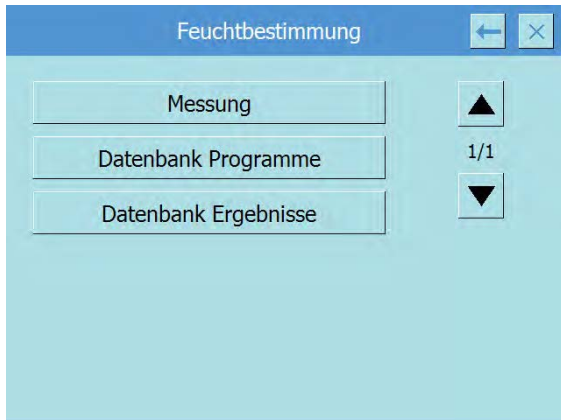 Feuchtbestimmung
Messung
1/1
Datenbank Programme
Datenbank Ergebnisse